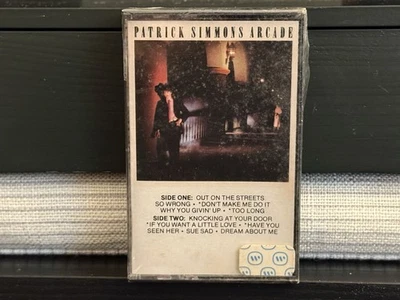 PATRICK SIMMONS ARCADE
SIDE ONE: OUT ON THE STREETS
SO WRONG • *DON'T MAKE ME DO IT
WHY YOU GIVIN' UP • *TOO LONG
SIDE TWO: KNOCKING AT YOUR DOOR
*IF YOU WANT A LITTLE LOVE • *HAVE YOU
SEEN HER • SUE SAD • DREAM ABOUT ME